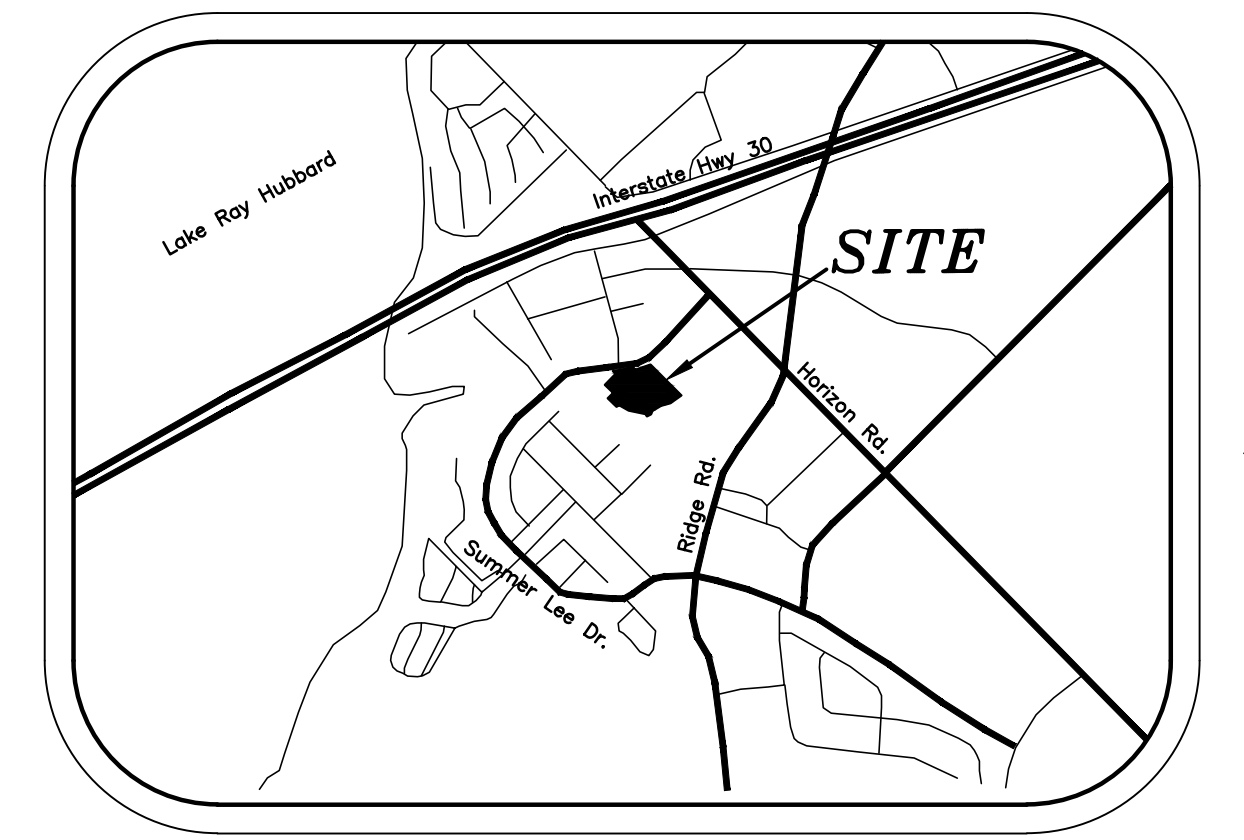 Interstate Hwy 30
Lake Ray Hubbard
SITE
Horizon Rd.
Ridge Rd.
Summer Lee Dr.